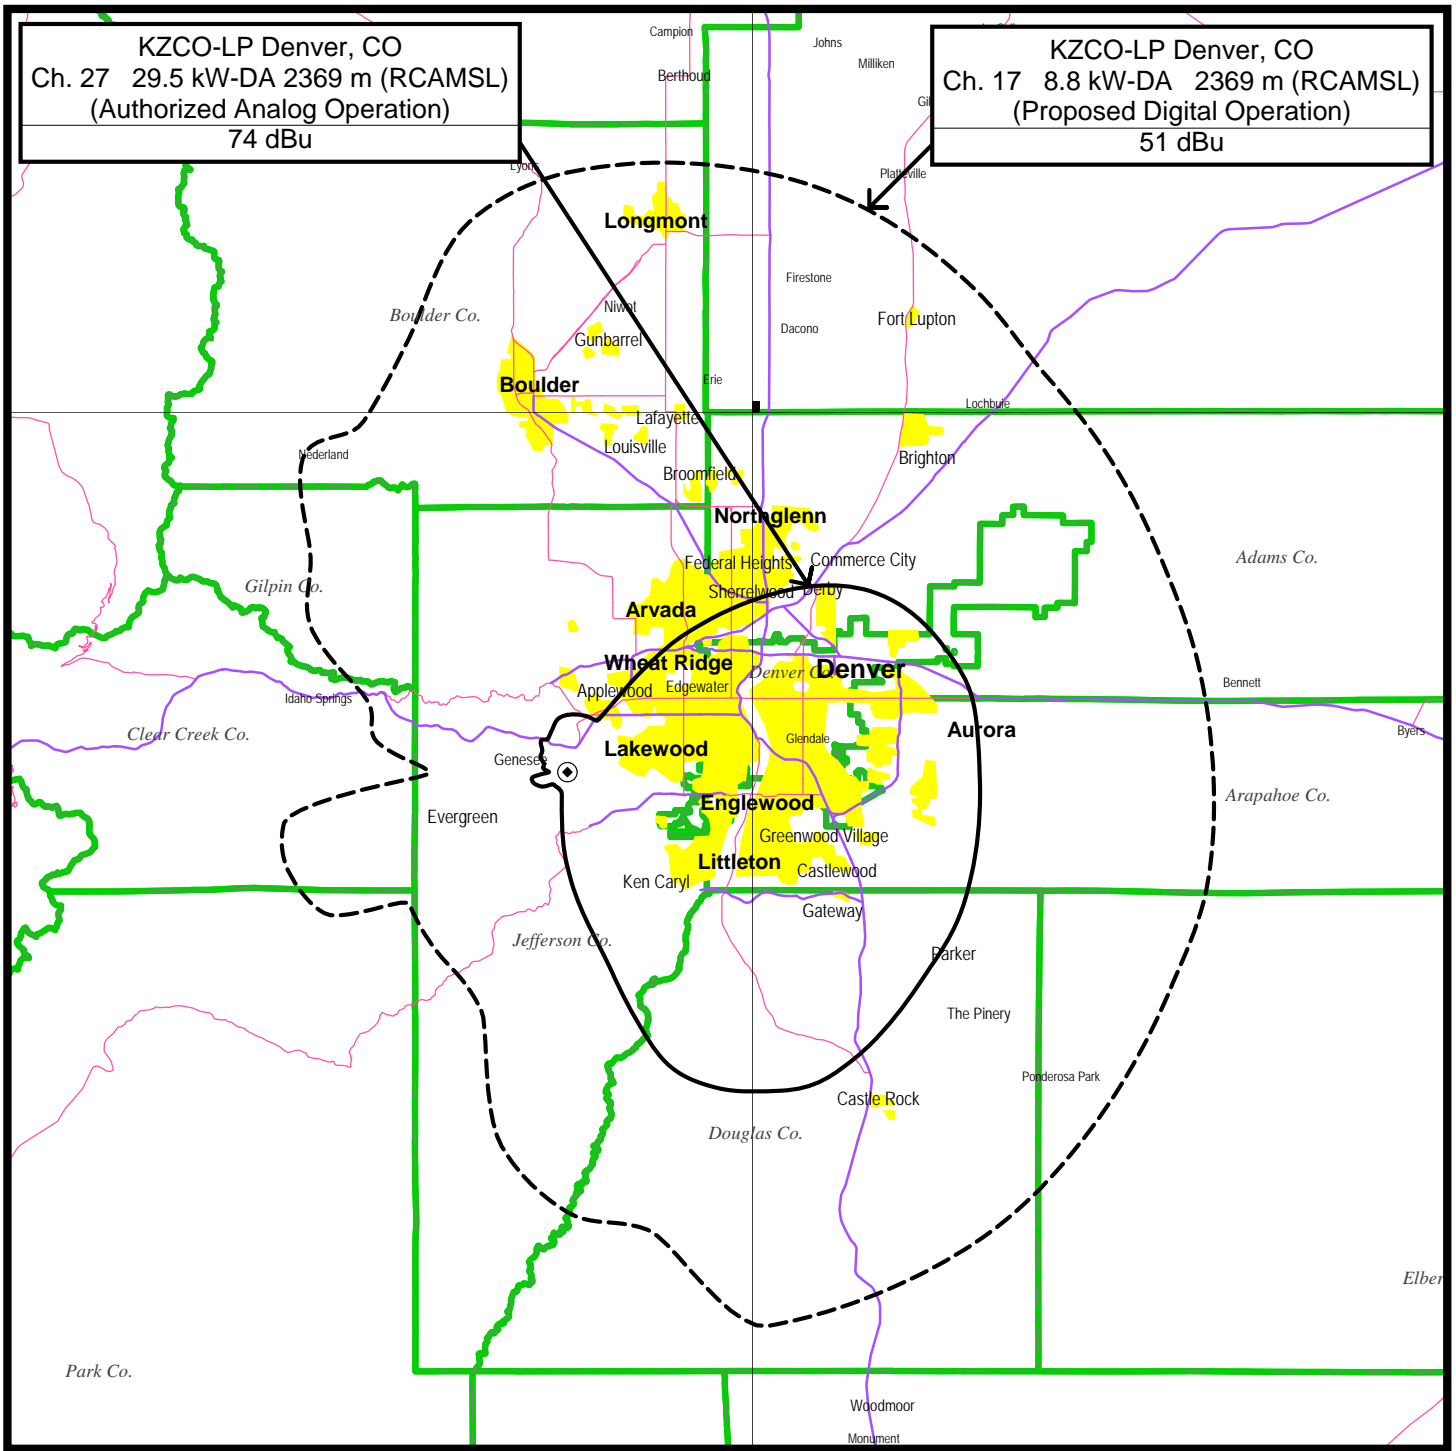 KZCO-LP Denver, CO
Ch. 27 29.5 kW-DA 2369 m (RCAMSL)
(Authorized Analog Operation)
74 dBu
KZCO-LP Denver, CO
Ch. 17 8.8 kW-DA 2369 m (RCAMSL)
(Proposed Digital Operation)
51 dBu
Campion
Johns
Milliken
Berthoud
Gil
Lyons
Platteville
Longmont
Firestone
Niwot
Boulder Co.
Fort Lupton
Dacono
Gunbarrel
Erie
Boulder
Lochbuie
Lafayette
Louisville
Nederland
Brighton
Broomfield
Northglenn
Adams Co.
Commerce City
Federal Heights
Gilpin Co.
Sherrelwood
Derby
Arvada
Wheat Ridge
Denver Co.
Denver
Bennett
Edgewater
Applewood
Idaho Springs
Clear Creek Co.
Aurora
Byers
Glendale
Lakewood
Genesee
Arapahoe Co.
Englewood
Evergreen
Greenwood Village
Littleton
Castlewood
Ken Caryl
Gateway
Jefferson Co.
Parker
The Pinery
Ponderosa Park
Castle Rock
Douglas Co.
Elber
Park Co.
Woodmoor
Monument